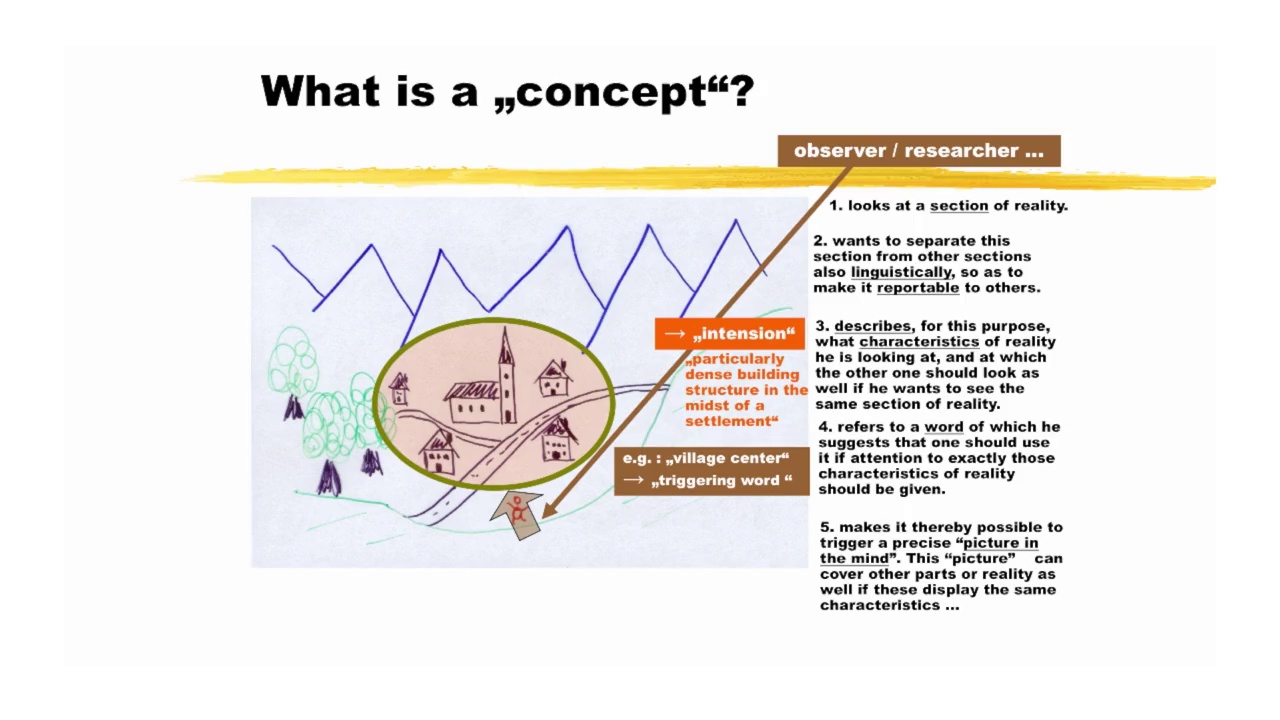 What is a „concept“?
observer / researcher ...
1. looks at a section of reality.
2. wants to separate this
section from other sections
also linguistically, so as to
make it reportable to others.
→ „intension“
„particularly
dense building
structure in the
midst of a
settlement“
3. describes, for this purpose,
what characteristics of reality
he is looking at, and at which
the other one should look as
well if he wants to see the
same section of reality.
e.g. : „village center“
→ „triggering word “
4. refers to a word of which he
suggests that one should use
it if attention to exactly those
characteristics of reality
should be given.
5. makes it thereby possible to
trigger a precise “picture in
the mind”. This “picture” can
cover other parts or reality as
well if these display the same
characteristics ...